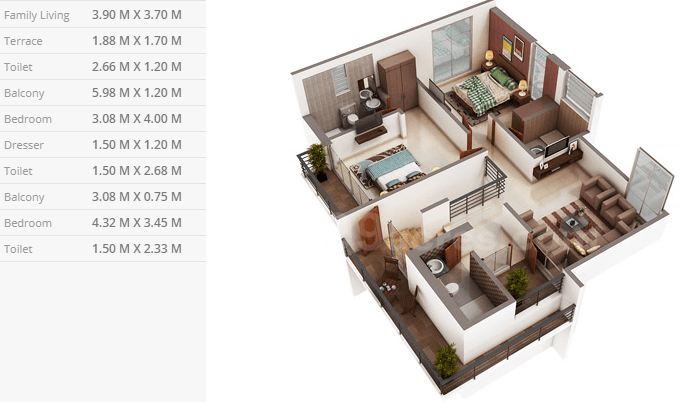 Family Living 3.90 M X 3.70 M
Terrace 1.88 M X 1.70 M
Toilet 2.66 M X 1.20 M
Balcony 5.98 M X 1.20 M
Bedroom 3.08 M X 4.00 M
Dresser 1.50 M X 1.20 M
Toilet 1.50 M X 2.68 M
Balcony 3.08 M X 0.75 M
Bedroom 4.32 M X 3.45 M
Toilet 1.50 M X 2.33 M